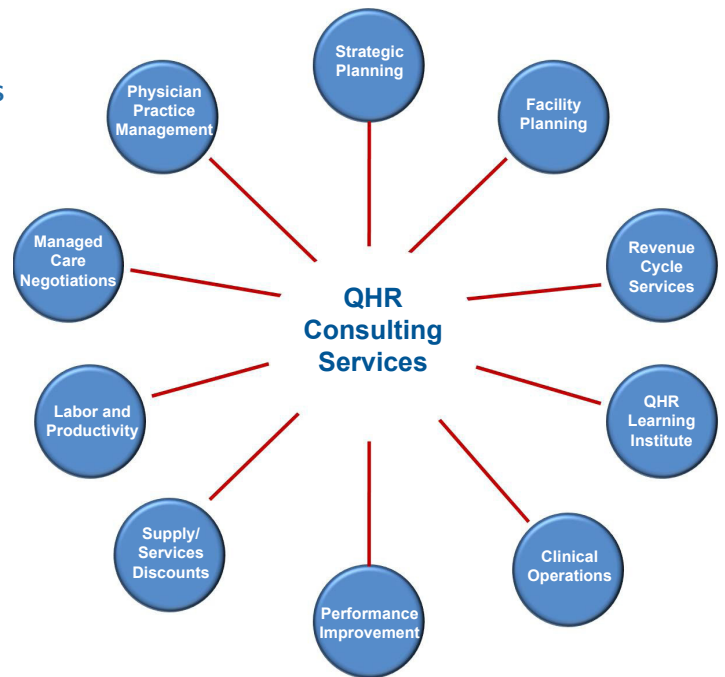 s
Strategic
Planning
Physician
Practice
Management
Facility
Planning
Managed
Care
Negotiations
Revenue
Cycle
Services
QHR
Consulting
Services
Labor and
Productivity
QHR
Learning
Institute
Supply/
Services
Discounts
Clinical
Operations
Performance
Improvement